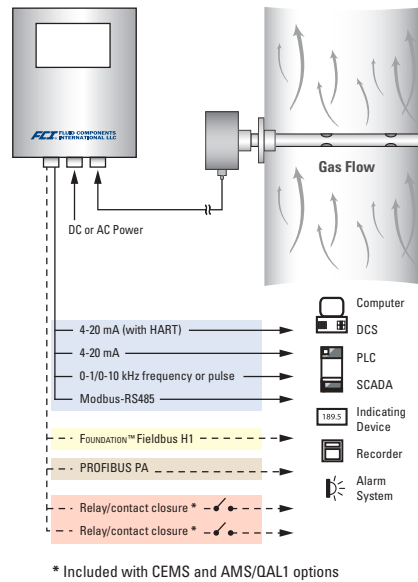 FCI FLUID COMPONENTS
INTERNATIONAL LLC
Gas Flow
DC or AC Power
4-20 mA (with HART)
4-20 mA
0-1/0-10 kHz frequency or pulse
Modbus-RS485
FOUNDATION™ Fieldbus H1
PROFIBUS PA
Relay/contact closure *
Relay/contact closure *
Computer
DCS
PLC
SCADA
189.5
Indicating
Device
Recorder
Alarm
System
* Included with CEMS and AMS/QAL1 options